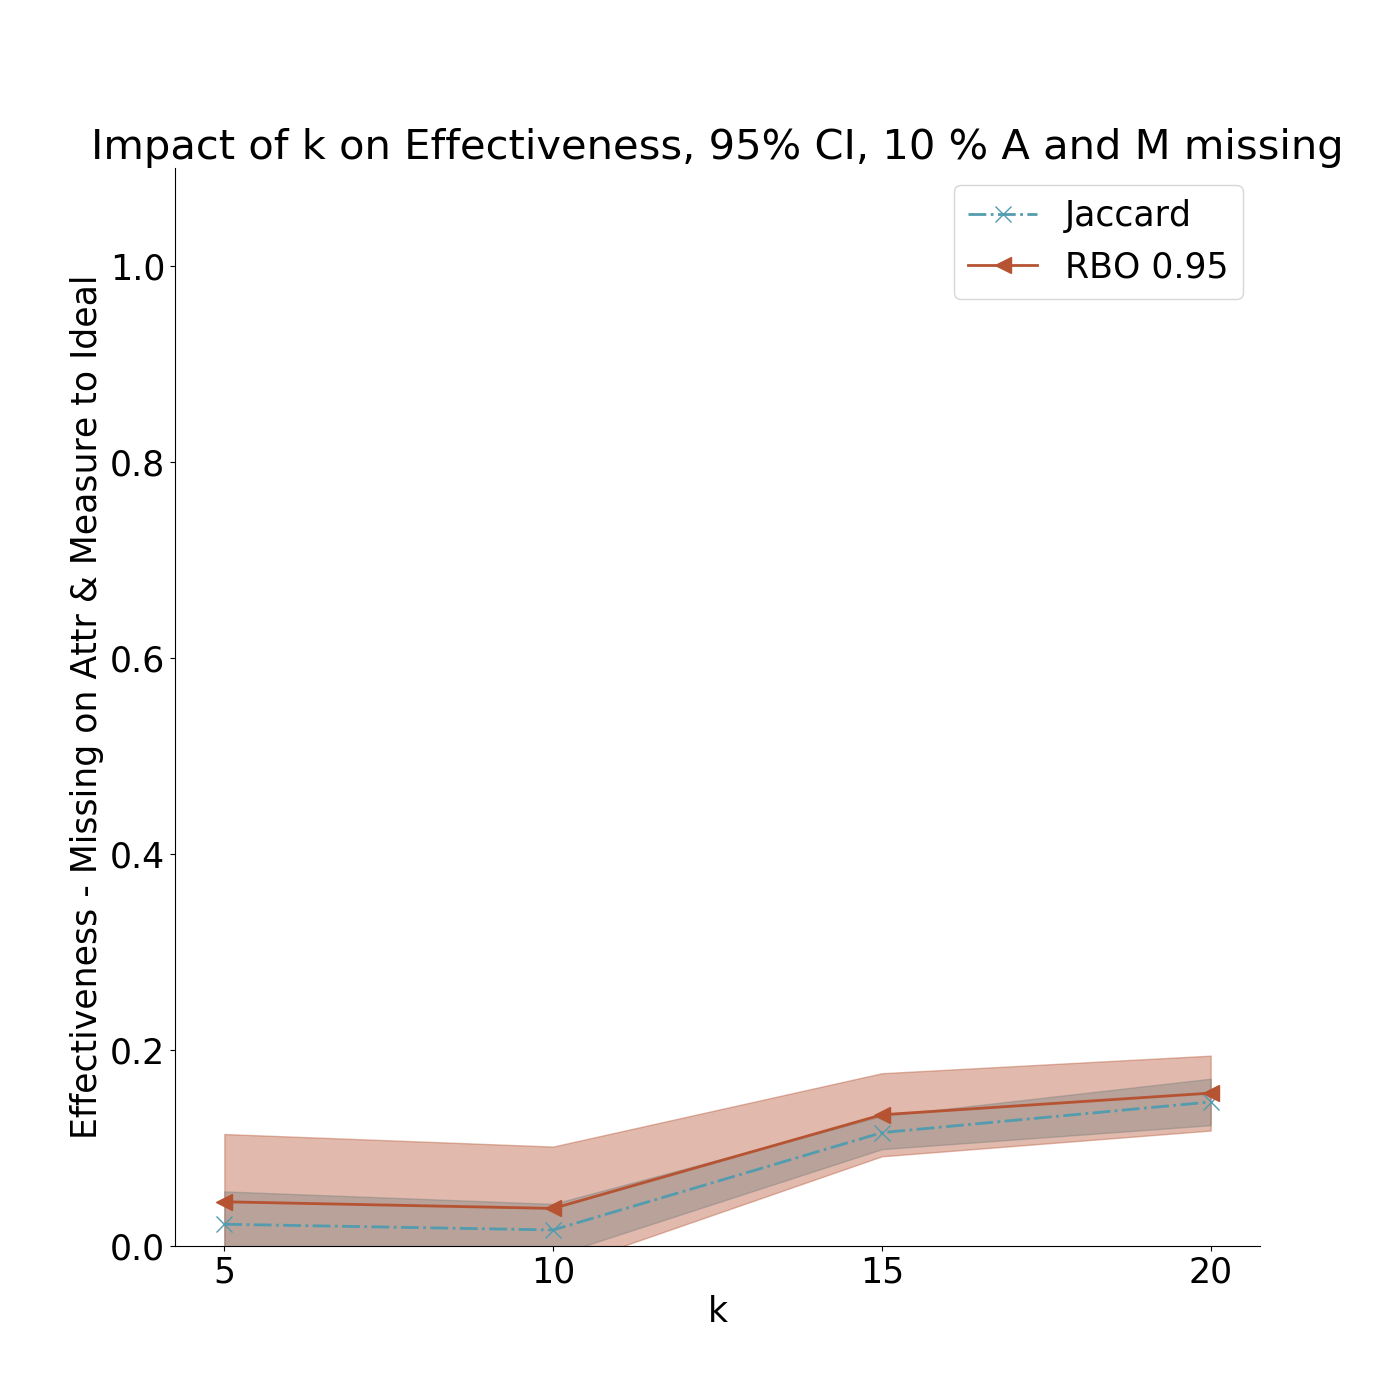 Impact of k on Effectiveness, 95% CI, 10 % A and M missing
Jaccard
RBO 0.95
Effectiveness - Missing on Attr & Measure to Ideal
1.0
0.8
0.6
0.4
0.2
0.0
5 10 15 20
k